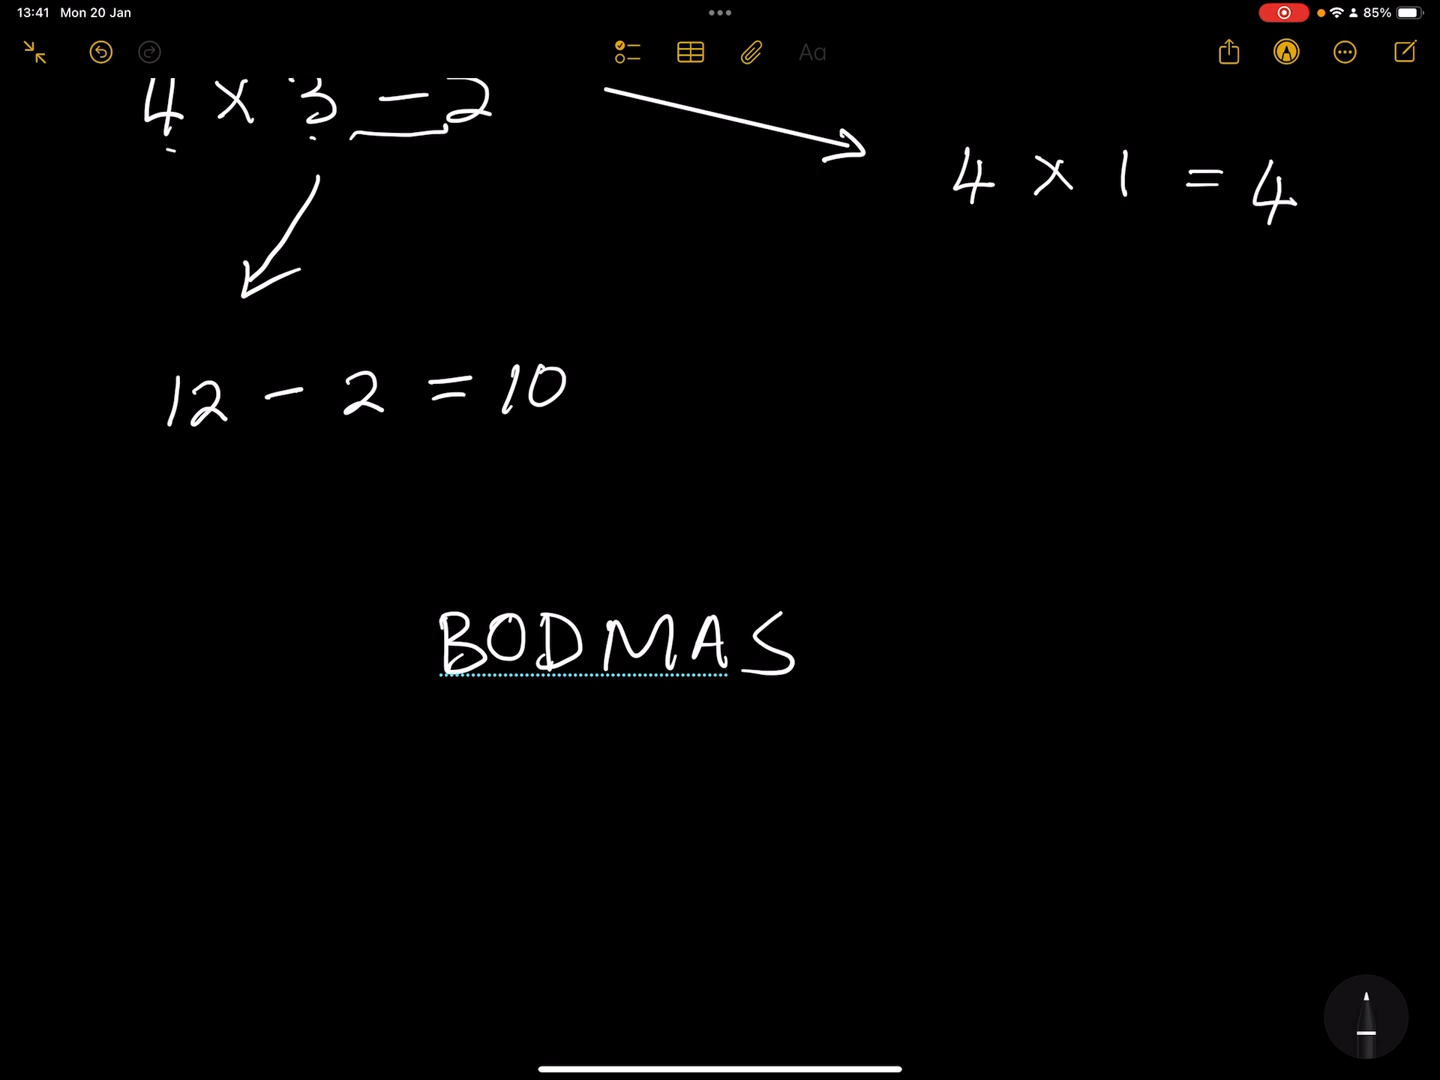 13:41 Mon 20 Jan
85%
Aa
4 × 3 − 2
4 × 1 = 4
12 − 2 = 10
BODMAS